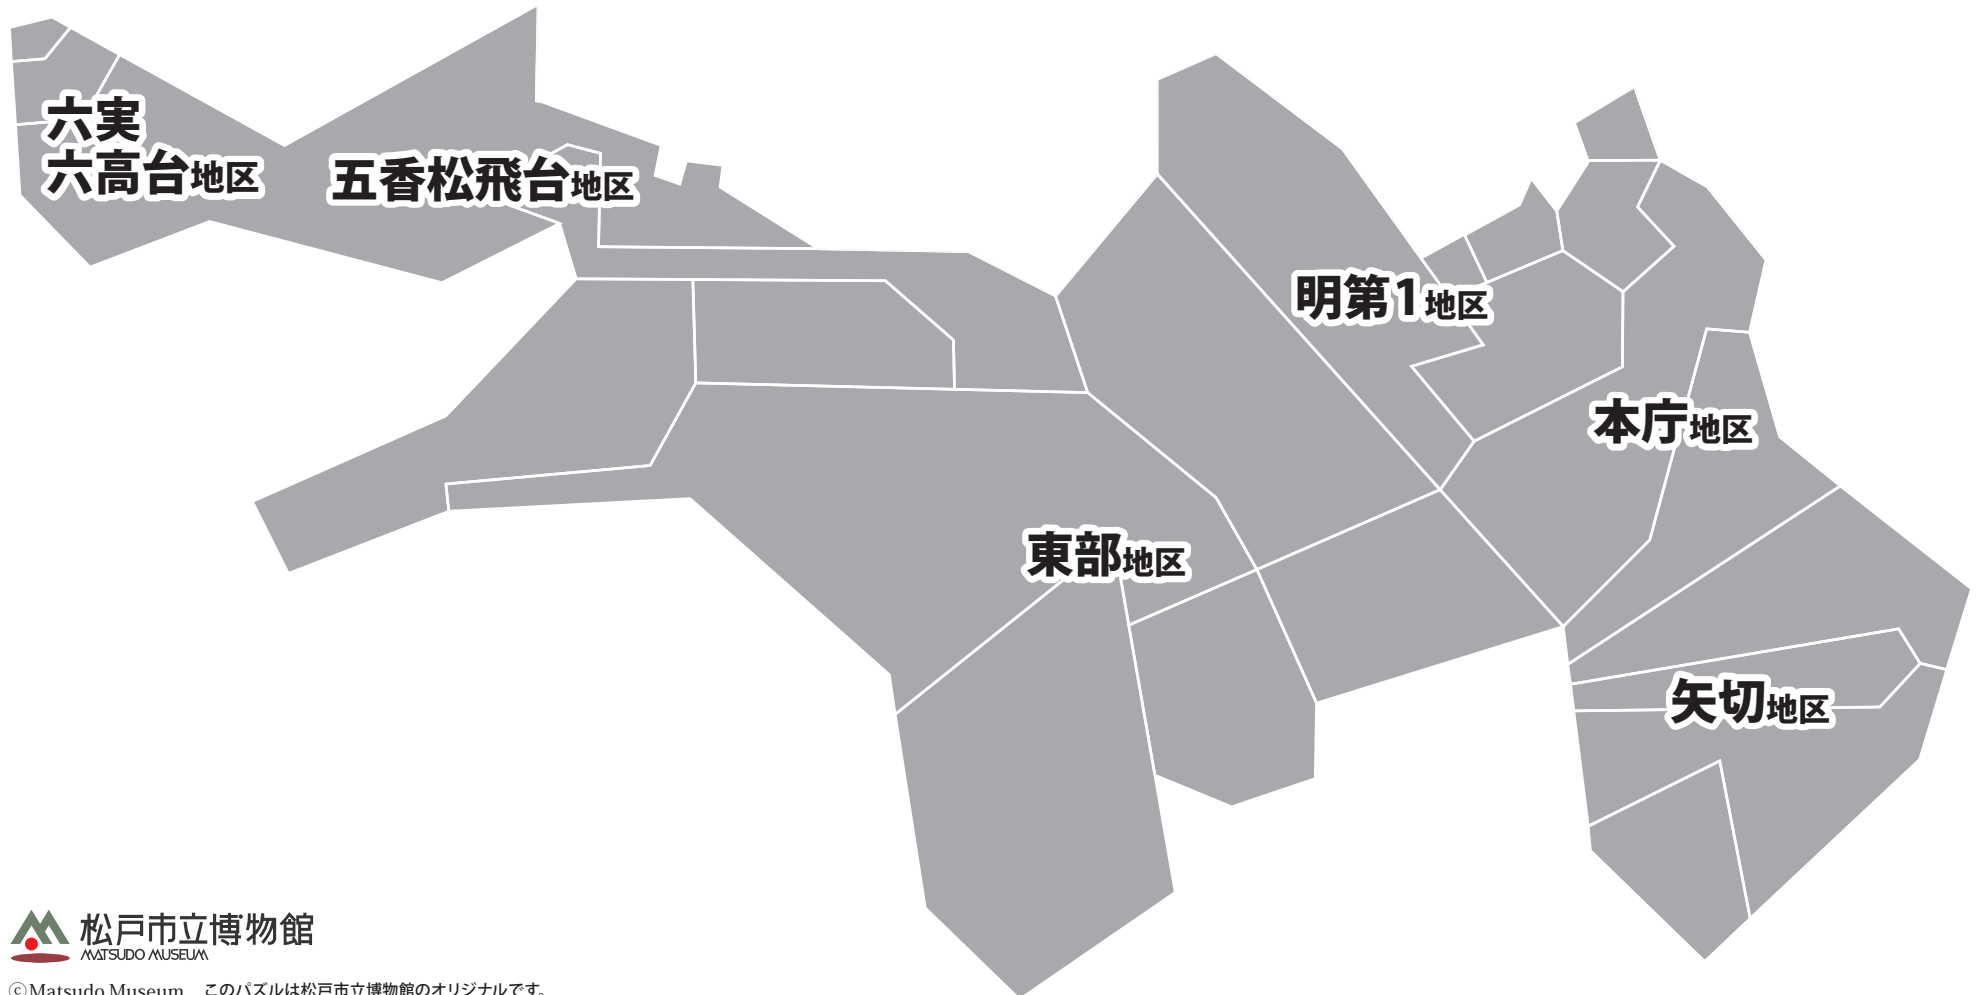 六実
六高台地区
五香松飛台地区
明第1地区
本庁地区
東部地区
矢切地区
松戸市立博物館
MATSUDO MUSEUM
ⓒMatsudo Museum このパズルは松戸市立博物館のオリジナルです。